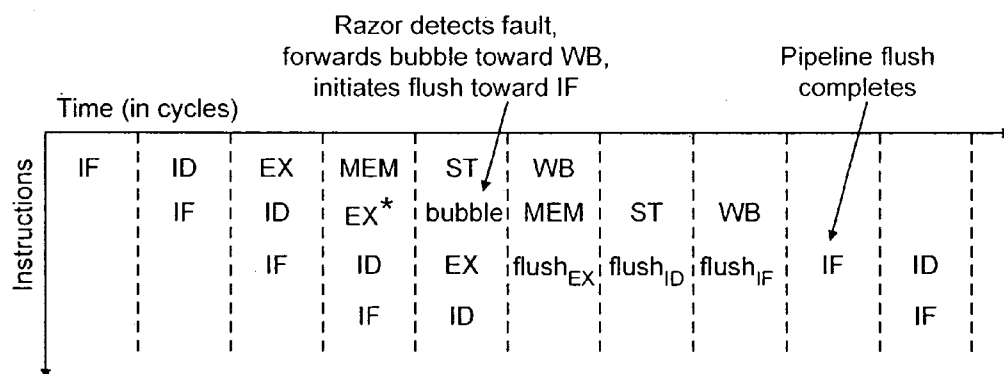 Razor detects fault,
forwards bubble toward WB,
initiates flush toward IF
Pipeline flush
completes
Time (in cycles)
Instructions
IF ID EX MEM ST WB
IF ID EX* bubble MEM ST WB
IF ID EX flushEX flushID flushIF IF ID
IF ID IF